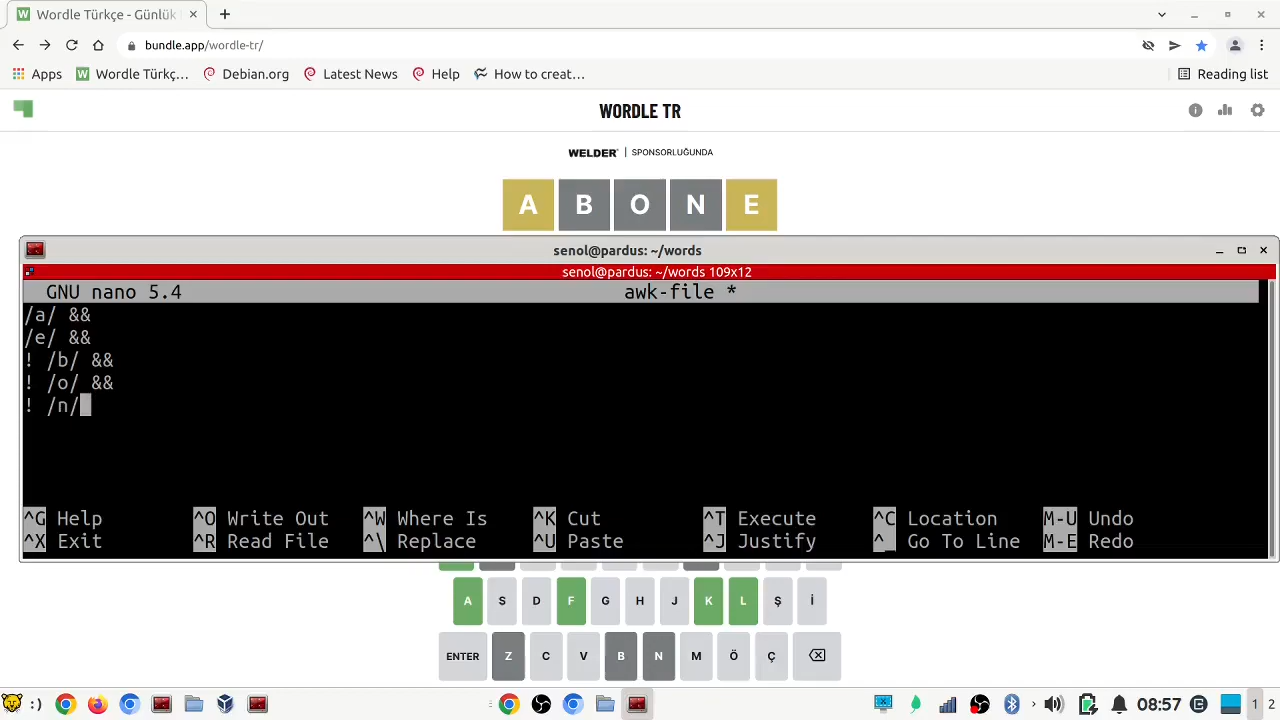 Wordle Türkçe - Günlük
bundle.app/wordle-tr/
Apps
Wordle Türkç…
Debian.org
Latest News
Help
How to creat…
Reading list
WORDLE TR
WELDER | SPONSORLUĞUNDA
A B O N E
senol@pardus: ~/words
senol@pardus: ~/words 109x12
GNU nano 5.4 awk-file *
/a/ &&
/e/ &&
! /b/ &&
! /o/ &&
! /n/
^G Help ^O Write Out ^W Where Is ^K Cut ^T Execute ^C Location M-U Undo
^X Exit ^R Read File ^\ Replace ^U Paste ^J Justify ^_ Go To Line M-E Redo
A S D F G H J K L Ş İ
ENTER Z C V B N M Ö Ç
:) 08:57 1 2